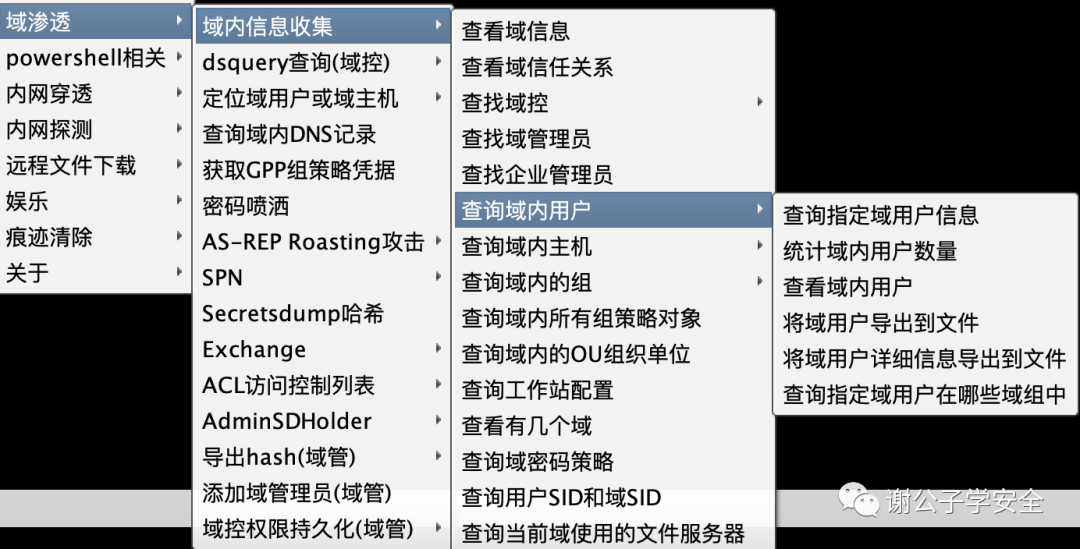 域渗透
powershell相关
内网穿透
内网探测
远程文件下载
娱乐
痕迹清除
关于
域内信息收集
dsquery查询(域控)
定位域用户或域主机
查询域内DNS记录
获取GPP组策略凭据
密码喷洒
AS-REP Roasting攻击
SPN
Secretsdump哈希
Exchange
ACL访问控制列表
AdminSDHolder
导出hash(域管)
添加域管理员(域管)
域控权限持久化(域管)
查看域信息
查看域信任关系
查找域控
查找域管理员
查找企业管理员
查询域内用户
查询域内主机
查询域内的组
查询域内所有组策略对象
查询域内的OU组织单位
查询工作站配置
查看有几个域
查询域密码策略
查询用户SID和域SID
查询当前域使用的文件服务器
查询指定域用户信息
统计域内用户数量
查看域内用户
将域用户导出到文件
将域用户详细信息导出到文件
查询指定域用户在哪些域组中
谢公子学安全